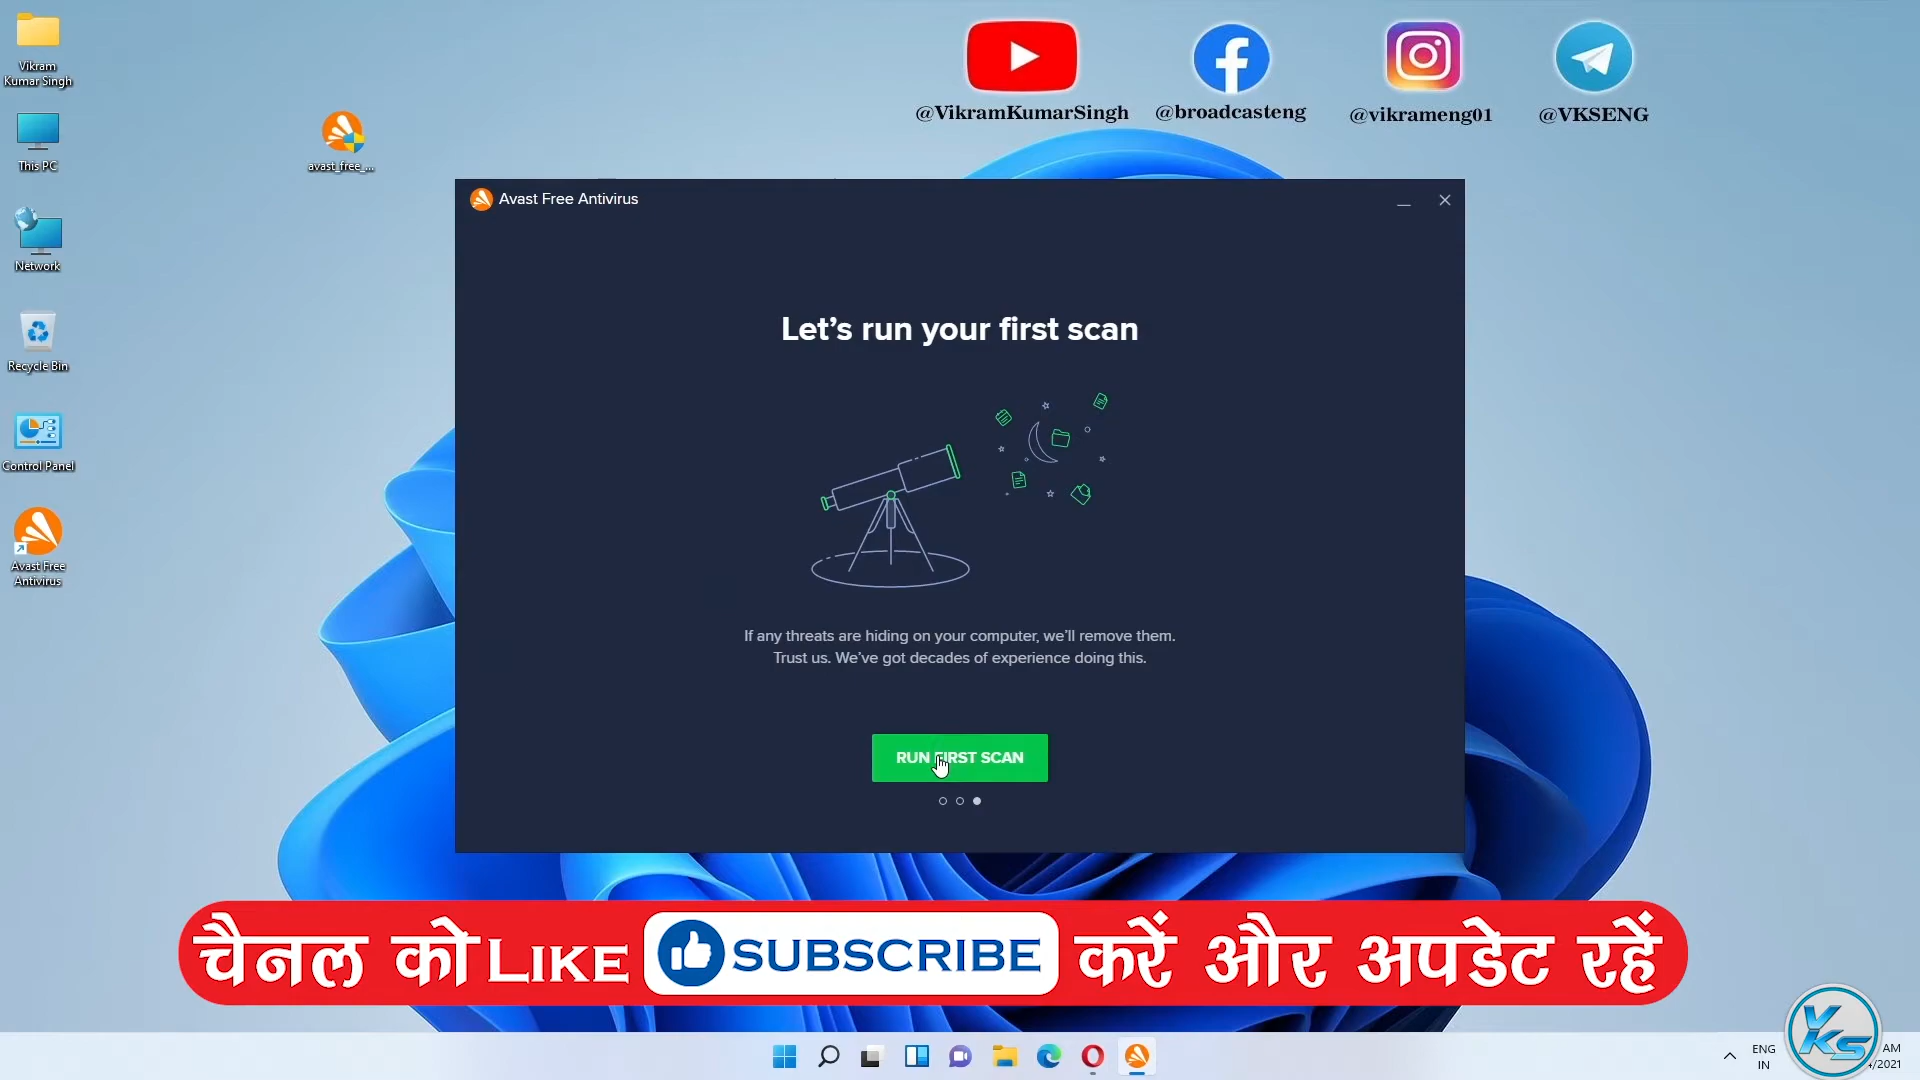 Vikram
Kumar Singh
This PC
Network
Recycle Bin
Control Panel
Avast Free
Antivirus
avast_free_...
@VikramKumarSingh
@broadcasteng
@vikrameng01
@VKSENG
Avast Free Antivirus
Let’s run your first scan
If any threats are hiding on your computer, we’ll remove them.
Trust us. We’ve got decades of experience doing this.
RUN FIRST SCAN
चैनल को LIKE SUBSCRIBE करें और अपडेट रहें
ENG
IN
VKS
AM
/2021